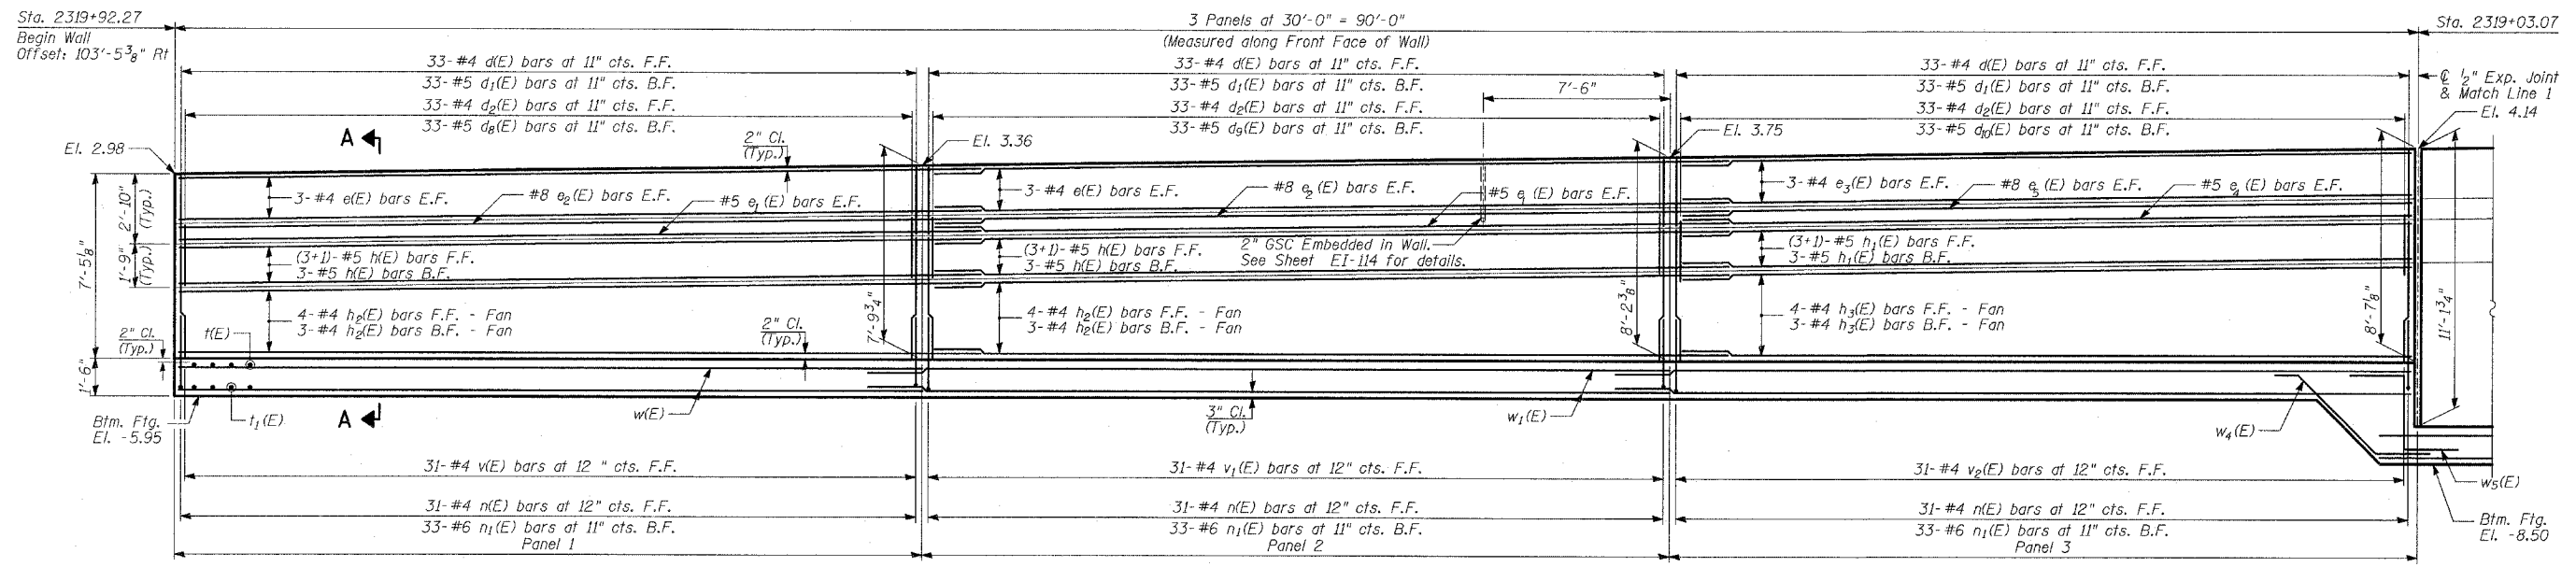 Sta. 2319+92.27
Begin Wall
Offset: 103'-5 3/8" Rt
3 Panels at 30'-0" = 90'-0"
(Measured along Front Face of Wall)
Sta. 2319+03.07
33-#4 d(E) bars at 11" cts. F.F.
33-#5 d1(E) bars at 11" cts. B.F.
33-#4 d2(E) bars at 11" cts. F.F.
33-#5 d8(E) bars at 11" cts. B.F.
33-#4 d(E) bars at 11" cts. F.F.
33-#5 d1(E) bars at 11" cts. B.F.
33-#4 d2(E) bars at 11" cts. F.F.
33-#5 d9(E) bars at 11" cts. B.F.
7'-6"
33-#4 d(E) bars at 11" cts. F.F.
33-#5 d1(E) bars at 11" cts. B.F.
33-#4 d2(E) bars at 11" cts. F.F.
33-#5 d10(E) bars at 11" cts. B.F.
℄ 1/2" Exp. Joint
& Match Line 1
El. 4.14
A
El. 2.98
2" Cl.
(Typ.)
El. 3.36
El. 3.75
3-#4 e(E) bars E.F.
#8 e2(E) bars E.F.
#5 e1(E) bars E.F.
3-#4 e(E) bars E.F.
#8 e2(E) bars E.F.
#5 e1(E) bars E.F.
3-#4 e3(E) bars E.F.
#8 e5(E) bars E.F.
#5 e4(E) bars E.F.
2'-10"
(Typ.)
1'-9"
(Typ.)
7'-5 1/8"
(3+1)-#5 h(E) bars F.F.
3-#5 h(E) bars B.F.
(3+1)-#5 h(E) bars F.F.
3-#5 h(E) bars B.F.
2" GSC Embedded in Wall.
See Sheet EI-114 for details.
(3+1)-#5 h1(E) bars F.F.
3-#5 h1(E) bars B.F.
4-#4 h2(E) bars F.F. - Fan
3-#4 h2(E) bars B.F. - Fan
7'-9 3/4"
4-#4 h2(E) bars F.F. - Fan
3-#4 h2(E) bars B.F. - Fan
8'-2 3/8"
4-#4 h3(E) bars F.F. - Fan
3-#4 h3(E) bars B.F. - Fan
8'-7 1/8"
11'-1 3/4"
2" Cl.
(Typ.)
t(E)
2" Cl.
(Typ.)
1'-6"
Btm. Ftg.
El. -5.95
t1(E)
A
w(E)
3" Cl.
(Typ.)
w1(E)
w4(E)
w5(E)
Btm. Ftg.
El. -8.50
31-#4 v(E) bars at 12 " cts. F.F.
31-#4 v1(E) bars at 12" cts. F.F.
31-#4 v2(E) bars at 12" cts. F.F.
31-#4 n(E) bars at 12" cts. F.F.
33-#6 n1(E) bars at 11" cts. B.F.
Panel 1
31-#4 n(E) bars at 12" cts. F.F.
33-#6 n1(E) bars at 11" cts. B.F.
Panel 2
31-#4 n(E) bars at 12" cts. F.F.
33-#6 n1(E) bars at 11" cts. B.F.
Panel 3